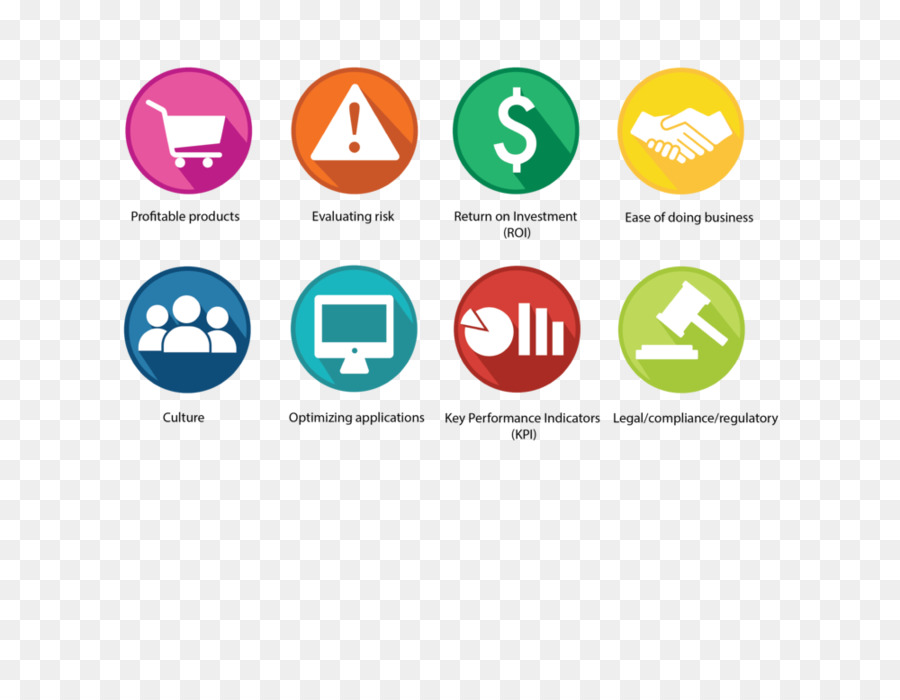 Profitable products
Evaluating risk
Return on Investment
(ROI)
Ease of doing business
Culture
Optimizing applications
Key Performance Indicators
(KPI)
Legal/compliance/regulatory